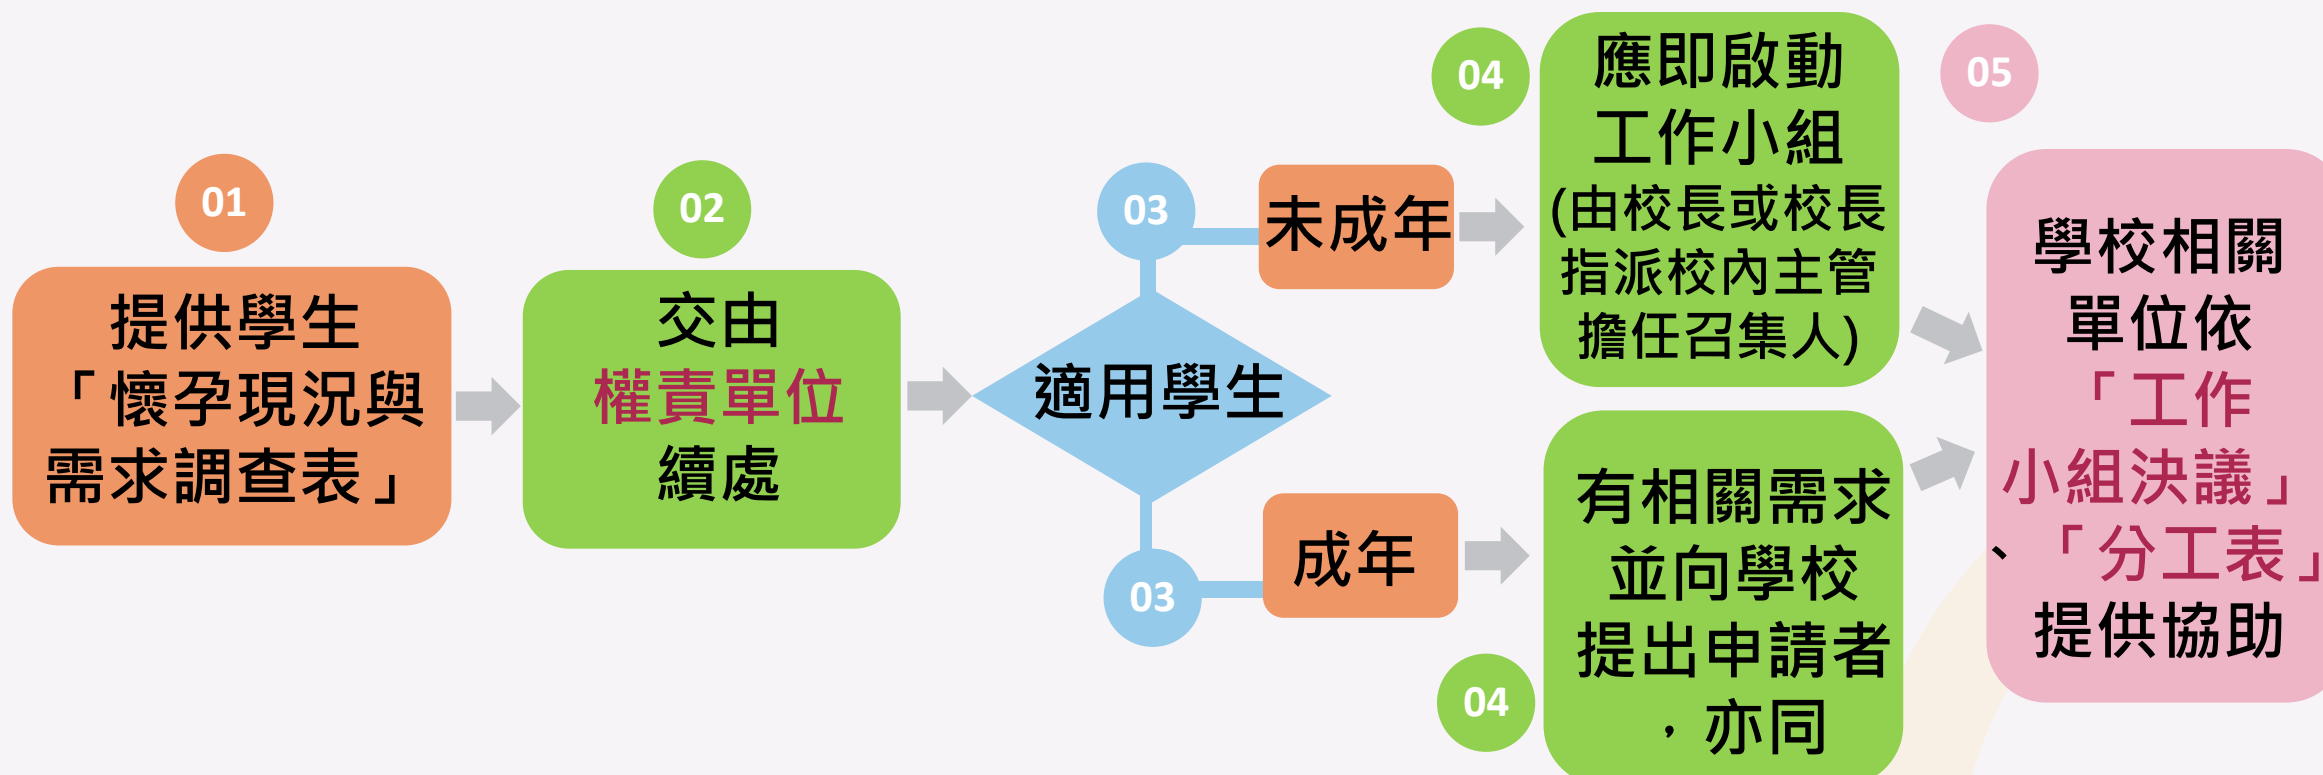 01
提供學生
「懷孕現況與
需求調查表」
02
交由
權責單位
續處
適用學生
03
未成年
04
應即啟動
工作小組
(由校長或校長
指派校內主管
擔任召集人)
03
成年
04
有相關需求
並向學校
提出申請者
，亦同
05
學校相關
單位依
「工作
小組決議」
、「分工表」
提供協助